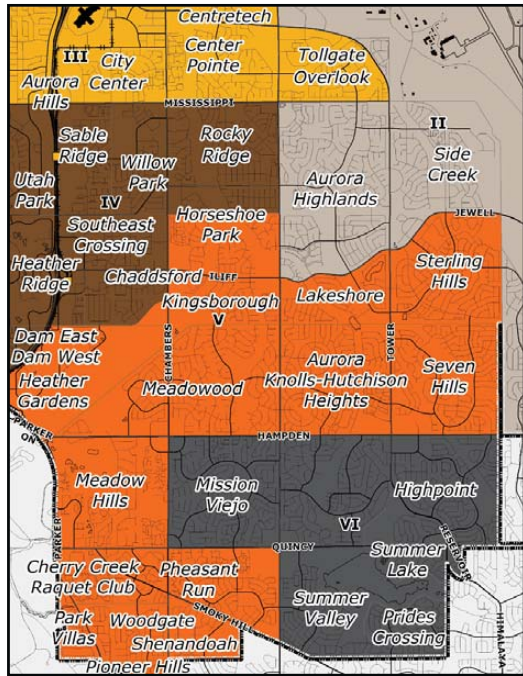 Centretech
III
City
Center
Center
Pointe
Tollgate
Overlook
Aurora
Hills
MISSISSIPPI
II
Sable
Ridge
Rocky
Ridge
Willow
Park
Side
Creek
Utah
Park
IV
Aurora
Highlands
Southeast
Crossing
Horseshoe
Park
JEWELL
Heather
Ridge
Chaddsford
ILIFF
Sterling
Hills
Kingsborough
Lakeshore
V
Dam East
Dam West
CHAMBERS
TOWER
Heather
Gardens
Meadowood
Aurora
Knolls-Hutchison
Heights
Seven
Hills
PARKER
ON
HAMPDEN
Meadow
Hills
Mission
Viejo
Highpoint
VI
PARKER
QUINCY
RESERVOIR
Summer
Lake
Cherry Creek
Raquet Club
Pheasant
Run
SMOKY HILL
Summer
Valley
Prides
Crossing
Park
Villas
Woodgate
Shenandoah
HIMALAYA
Pioneer Hills